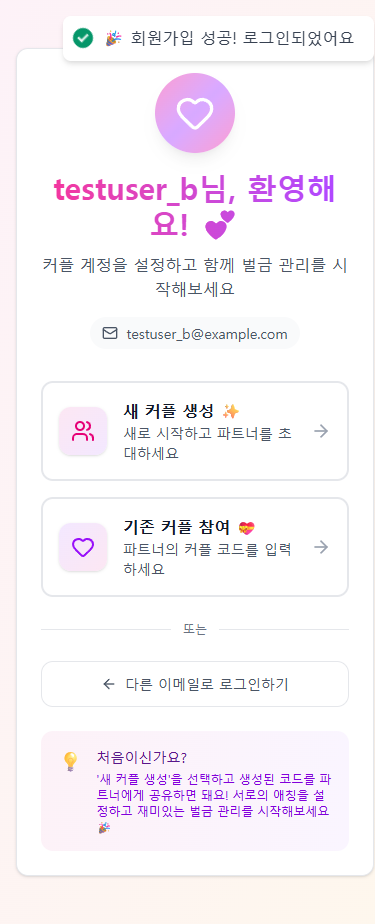 🎉 회원가입 성공! 로그인되었어요
testuser_b님, 환영해
요! 💕
커플 계정을 설정하고 함께 벌금 관리를 시
작해보세요
testuser_b@example.com
새 커플 생성 ✨
새로 시작하고 파트너를 초
대하세요
기존 커플 참여 💝
파트너의 커플 코드를 입력
하세요
또는
다른 이메일로 로그인하기
💡 처음이신가요?
'새 커플 생성'을 선택하고 생성된 코드를 파
트너에게 공유하면 돼요! 서로의 애칭을 설
정하고 재미있는 벌금 관리를 시작해보세요
🎉